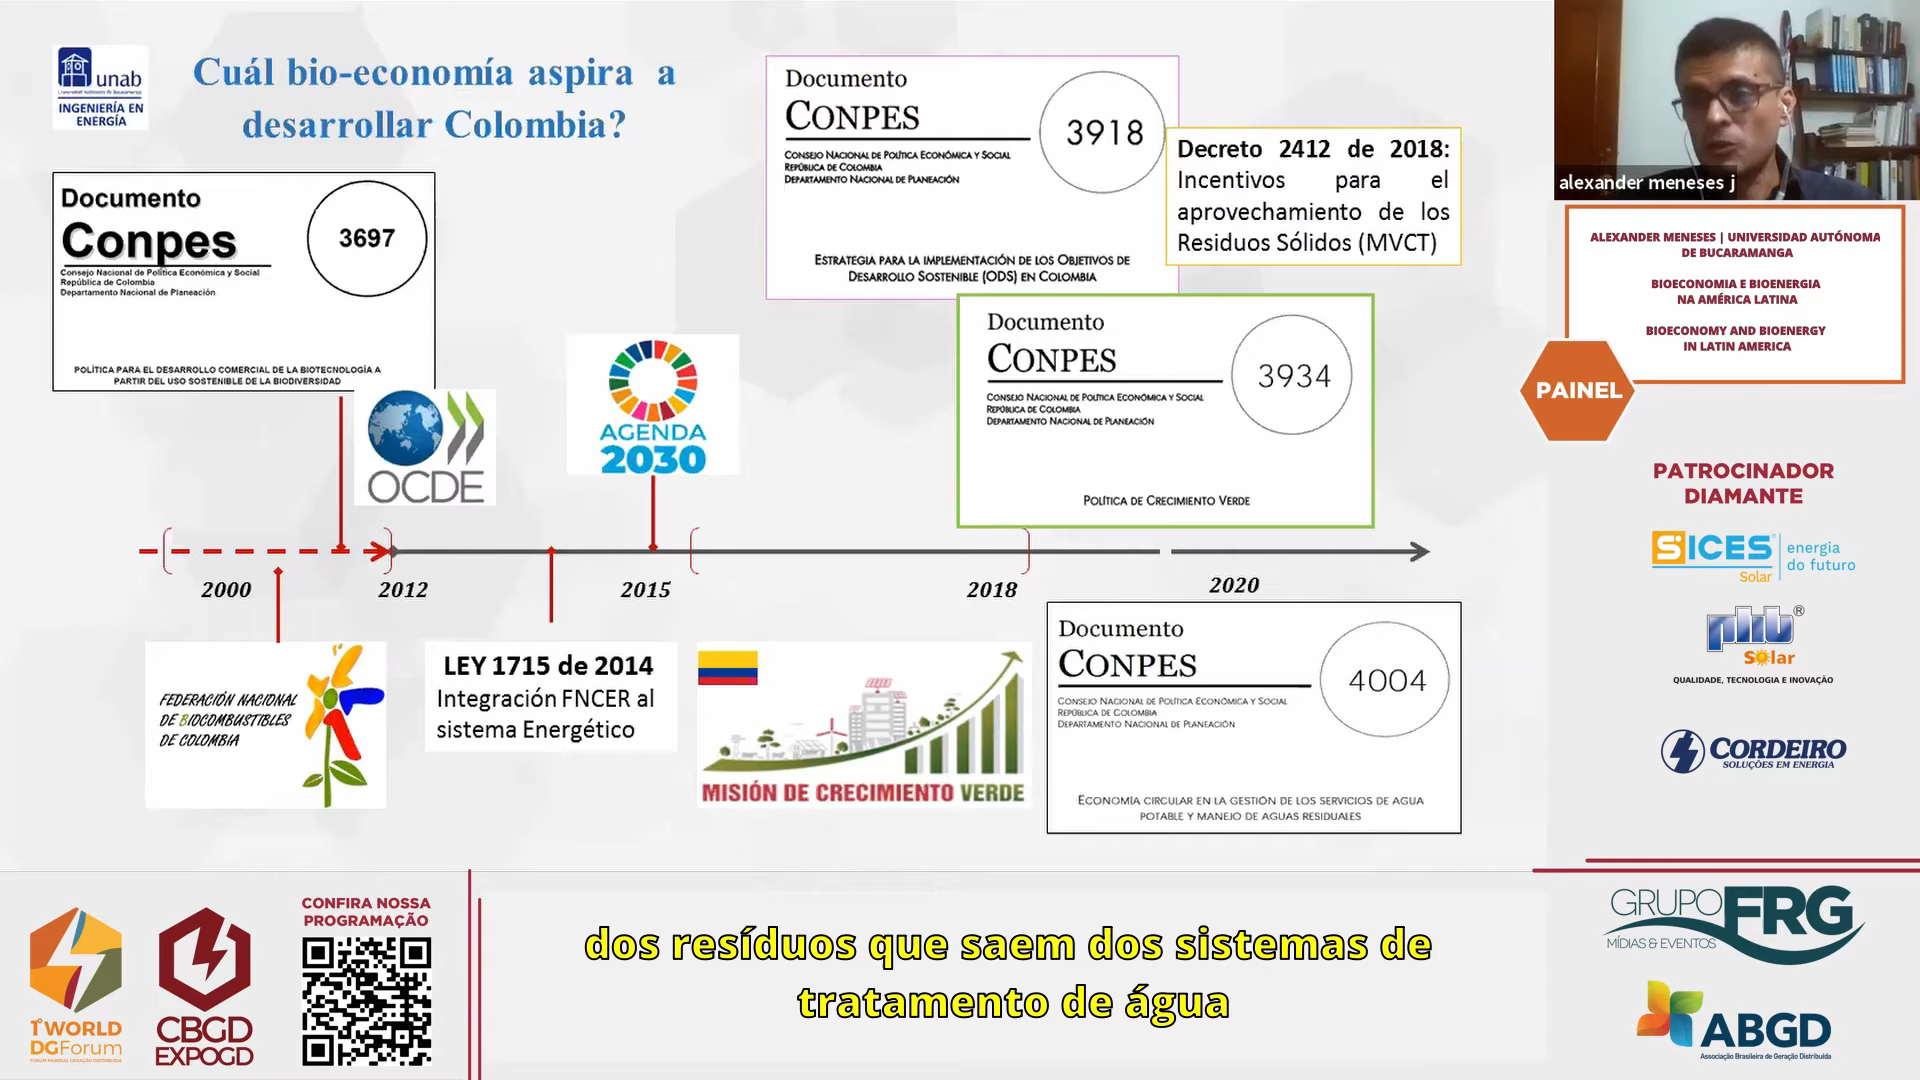 unab
INGENIERÍA EN
ENERGÍA
Cuál bio-economía aspira a
desarrollar Colombia?
Documento
Conpes
3697
Consejo Nacional de Política Económica y Social
República de Colombia
Departamento Nacional de Planeación
POLÍTICA PARA EL DESARROLLO COMERCIAL DE LA BIOTECNOLOGÍA A
PARTIR DEL USO SOSTENIBLE DE LA BIODIVERSIDAD
Documento
CONPES
3918
CONSEJO NACIONAL DE POLÍTICA ECONÓMICA Y SOCIAL
REPÚBLICA DE COLOMBIA
DEPARTAMENTO NACIONAL DE PLANEACIÓN
ESTRATEGIA PARA LA IMPLEMENTACIÓN DE LOS OBJETIVOS DE
DESARROLLO SOSTENIBLE (ODS) EN COLOMBIA
Decreto 2412 de 2018:
Incentivos para el
aprovechamiento de los
Residuos Sólidos (MVCT)
Documento
CONPES
3934
CONSEJO NACIONAL DE POLÍTICA ECONÓMICA Y SOCIAL
REPÚBLICA DE COLOMBIA
DEPARTAMENTO NACIONAL DE PLANEACIÓN
POLÍTICA DE CRECIMIENTO VERDE
OCDE
AGENDA
2030
2000
2012
2015
2018
2020
FEDERACIÓN NACIONAL
DE BIOCOMBUSTIBLES
DE COLOMBIA
LEY 1715 de 2014
Integración FNCER al
sistema Energético
MISIÓN DE CRECIMIENTO VERDE
Documento
CONPES
4004
CONSEJO NACIONAL DE POLÍTICA ECONÓMICA Y SOCIAL
REPÚBLICA DE COLOMBIA
DEPARTAMENTO NACIONAL DE PLANEACIÓN
ECONOMÍA CIRCULAR EN LA GESTIÓN DE LOS SERVICIOS DE AGUA
POTABLE Y MANEJO DE AGUAS RESIDUALES
alexander meneses j
ALEXANDER MENESES | UNIVERSIDAD AUTÓNOMA
DE BUCARAMANGA
BIOECONOMIA E BIOENERGIA
NA AMÉRICA LATINA
BIOECONOMY AND BIOENERGY
IN LATIN AMERICA
PAINEL
PATROCINADOR
DIAMANTE
SICES
Solar
energia
do futuro
phb®
Solar
QUALIDADE, TECNOLOGIA E INOVAÇÃO
CORDEIRO
SOLUÇÕES EM ENERGIA
1º WORLD
DGForum
FÓRUM MUNDIAL GERAÇÃO DISTRIBUÍDA
CBGD
EXPOGD
CONFIRA NOSSA
PROGRAMAÇÃO
dos resíduos que saem dos sistemas de
tratamento de água
GRUPO FRG
MÍDIAS & EVENTOS
ABGD
Associação Brasileira de Geração Distribuída